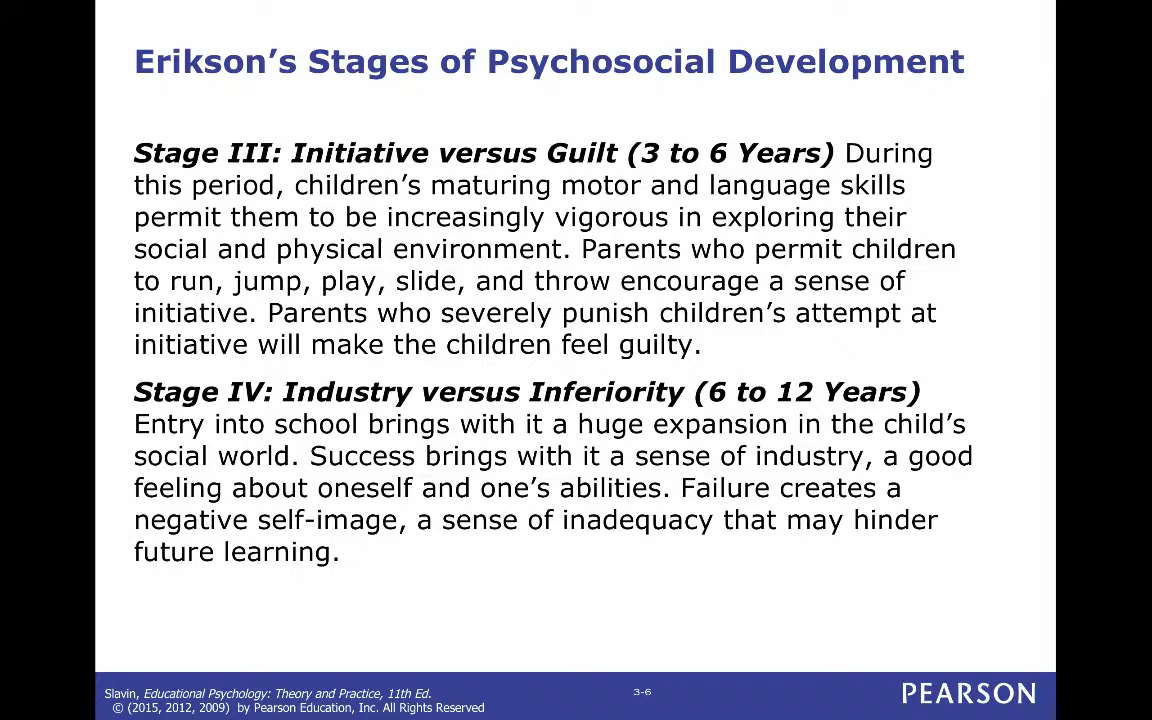 Erikson’s Stages of Psychosocial Development
Stage III: Initiative versus Guilt (3 to 6 Years) During
this period, children’s maturing motor and language skills
permit them to be increasingly vigorous in exploring their
social and physical environment. Parents who permit children
to run, jump, play, slide, and throw encourage a sense of
initiative. Parents who severely punish children’s attempt at
initiative will make the children feel guilty.
Stage IV: Industry versus Inferiority (6 to 12 Years)
Entry into school brings with it a huge expansion in the child’s
social world. Success brings with it a sense of industry, a good
feeling about oneself and one’s abilities. Failure creates a
negative self-image, a sense of inadequacy that may hinder
future learning.
Slavin, Educational Psychology: Theory and Practice, 11th Ed.
© (2015, 2012, 2009) by Pearson Education, Inc. All Rights Reserved
3-6
PEARSON